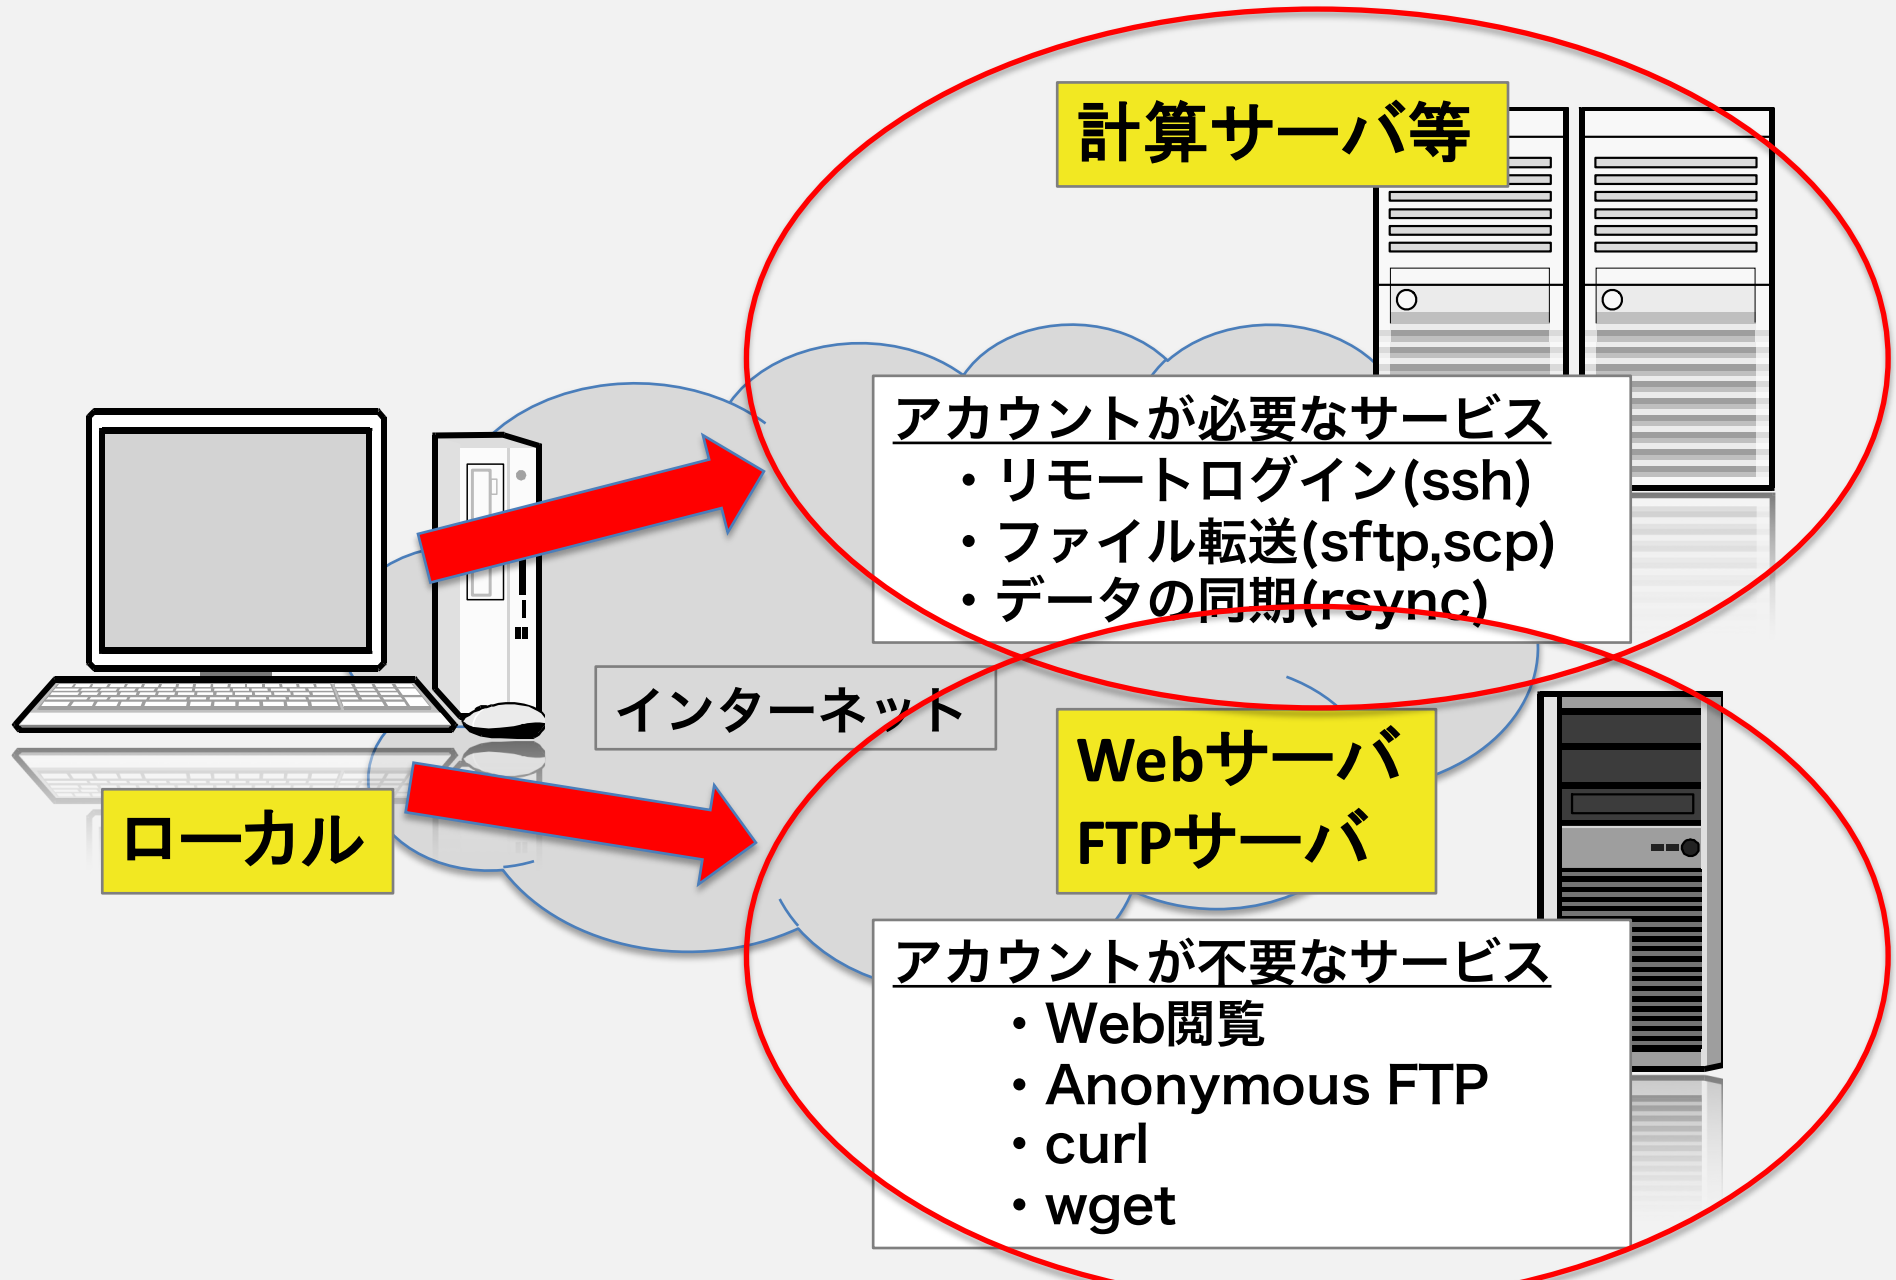 計算サーバ等
アカウントが必要なサービス
・リモートログイン(ssh)
・ファイル転送(sftp,scp)
・データの同期(rsync)
インターネット
Webサーバ
FTPサーバ
ローカル
アカウントが不要なサービス
・Web閲覧
・Anonymous FTP
・curl
・wget